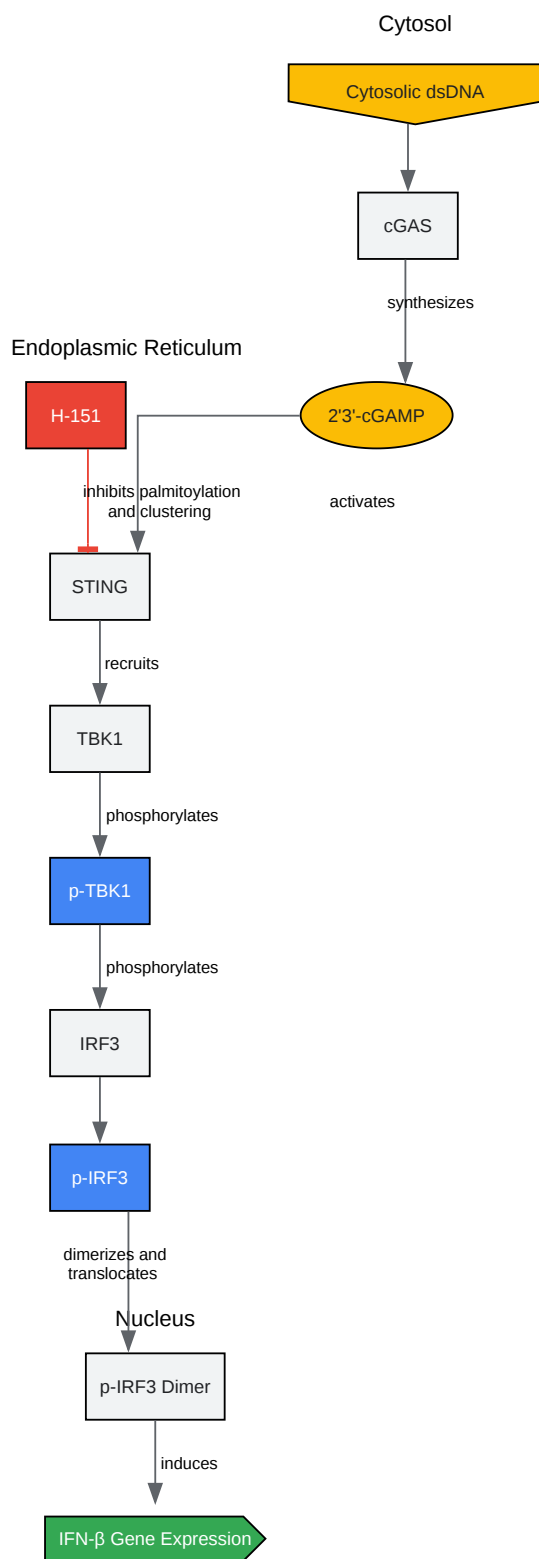 Cytosol
Cytosolic dsDNA
cGAS
synthesizes
Endoplasmic Reticulum
H-151
2'3'-cGAMP
inhibits palmitoylation
and clustering
activates
STING
recruits
TBK1
phosphorylates
p-TBK1
phosphorylates
IRF3
p-IRF3
dimerizes and
translocates
Nucleus
p-IRF3 Dimer
induces
IFN-β Gene Expression